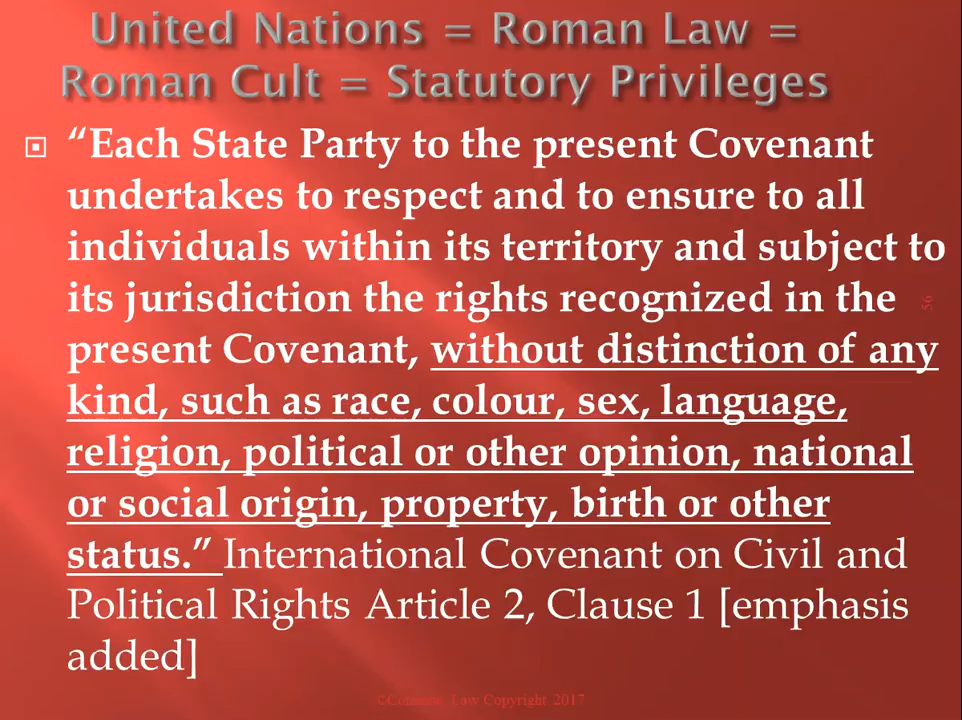 United Nations = Roman Law =
Roman Cult = Statutory Privileges
“Each State Party to the present Covenant
undertakes to respect and to ensure to all
individuals within its territory and subject to
its jurisdiction the rights recognized in the
present Covenant, without distinction of any
kind, such as race, colour, sex, language,
religion, political or other opinion, national
or social origin, property, birth or other
status.” International Covenant on Civil and
Political Rights Article 2, Clause 1 [emphasis
added]
56
©Common Law Copyright 2017